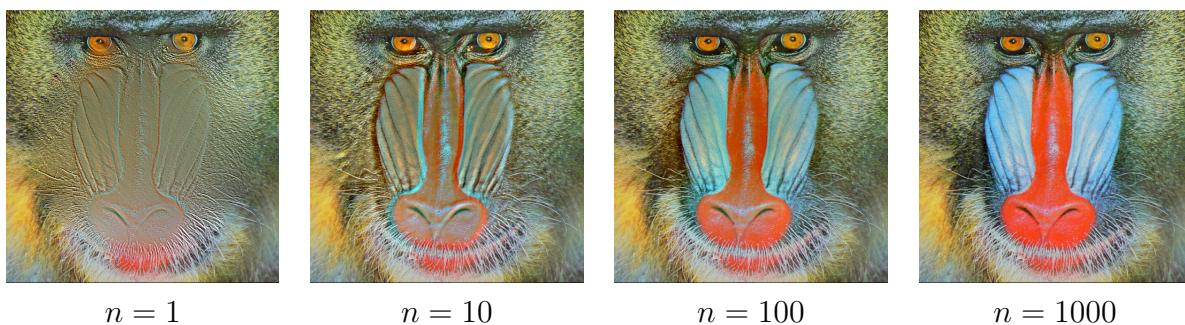 n = 1 n = 10 n = 100 n = 1000